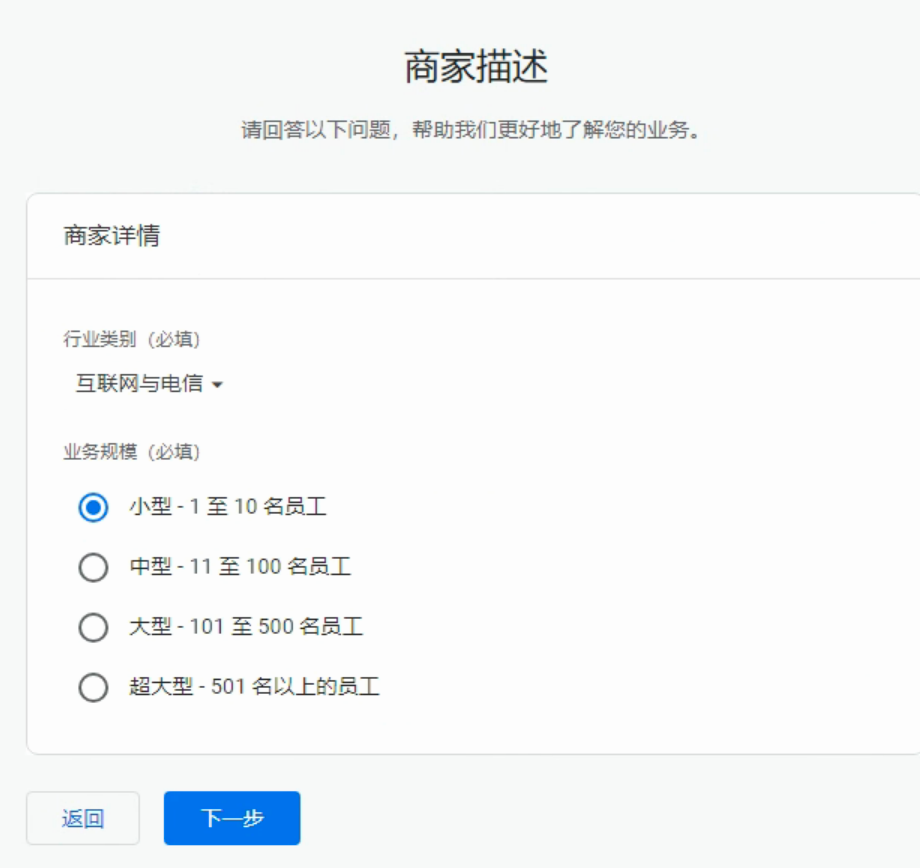 商家描述
请回答以下问题，帮助我们更好地了解您的业务。
商家详情
行业类别（必填）
互联网与电信
业务规模（必填）
小型 - 1 至 10 名员工
中型 - 11 至 100 名员工
大型 - 101 至 500 名员工
超大型 - 501 名以上的员工
返回
下一步